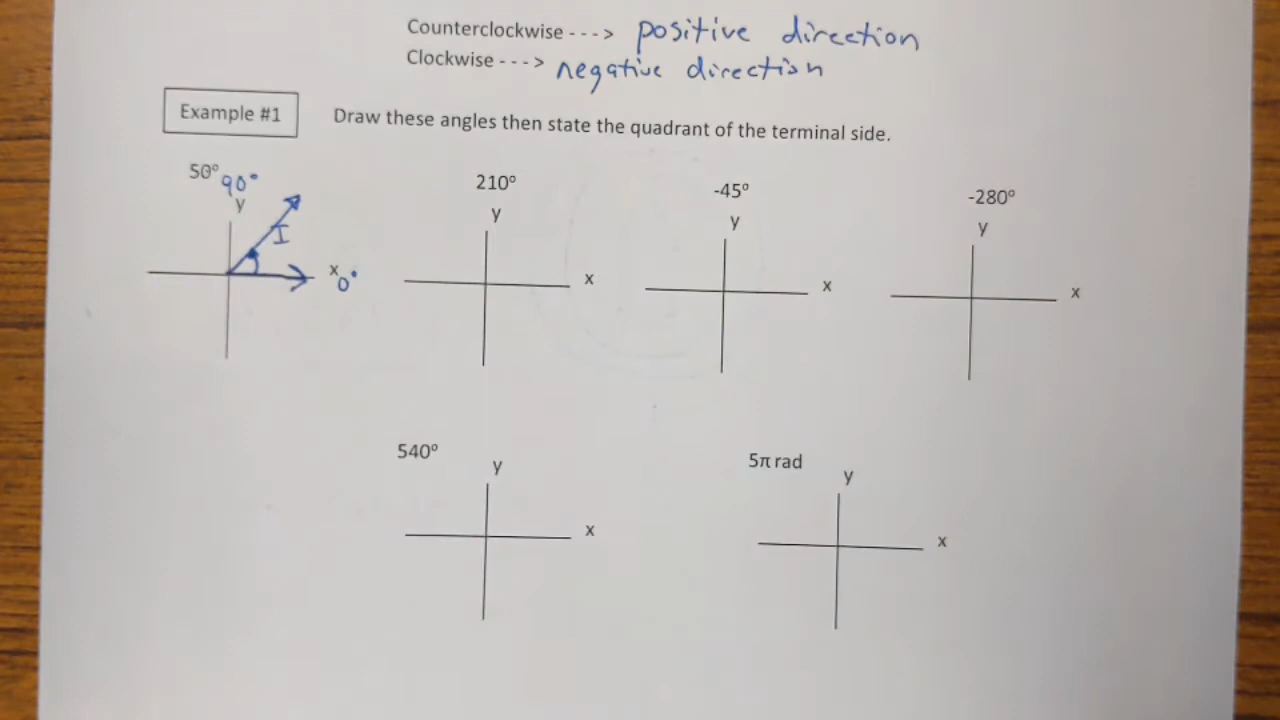 Counterclockwise - - - > positive direction
Clockwise - - - > negative direction
Example #1 Draw these angles then state the quadrant of the terminal side.
50° 90° 210° -45° -280°
y y y y
I
x 0° x x x
540° 5π rad
y y
x x